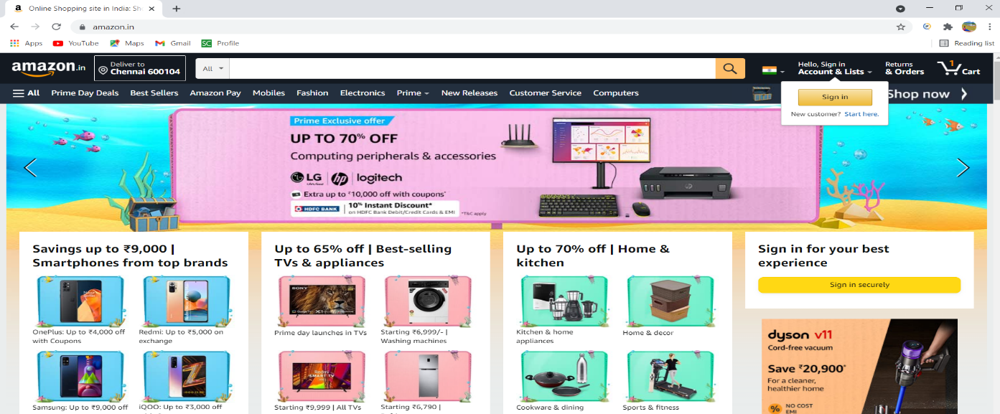 Online Shopping site in India: Sh
amazon.in
Apps
YouTube
Maps
Gmail
Profile
Reading list
amazon.in
Deliver to
Chennai 600104
All
Hello, Sign in
Account & Lists
Returns
& Orders
1
Cart
All
Prime Day Deals
Best Sellers
Amazon Pay
Mobiles
Fashion
Electronics
Prime
New Releases
Customer Service
Computers
Shop now
Sign in
New customer? Start here.
Prime Exclusive offer
UP TO 70% OFF
Computing peripherals & accessories
LG
hp
logitech
Extra up to ₹10,000 off with coupons*
HDFC BANK
10% Instant Discount*
on HDFC Bank Debit/Credit Cards & EMI
*T&C apply
Savings up to ₹9,000 |
Smartphones from top brands
OnePlus: Up to ₹4,000 off
with Coupons
Redmi: Up to ₹5,000 on
exchange
Samsung: Up to ₹9,000 off
iQOO: Up to ₹3,000 off
Up to 65% off | Best-selling
TVs & appliances
SONY
Prime day launches in TVs
Starting ₹6,999/- |
Washing machines
Redmi
SMART TV
Starting ₹9,999 | All TVs
Starting ₹6,790 |
Up to 70% off | Home &
kitchen
Kitchen & home
appliances
Home & decor
Cookware & dining
Sports & fitness
Sign in for your best
experience
Sign in securely
dyson v11
Cord-free vacuum
Save ₹20,900*
For a cleaner,
healthier home
% NO COST
EMI